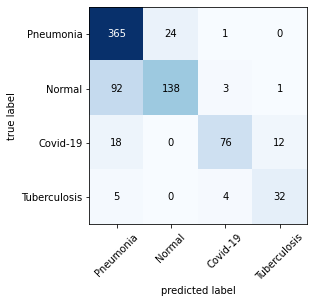 Pneumonia 365 24 1 0
Normal 92 138 3 1
Covid-19 18 0 76 12
Tuberculosis 5 0 4 32
true label
Pneumonia Normal Covid-19 Tuberculosis
predicted label